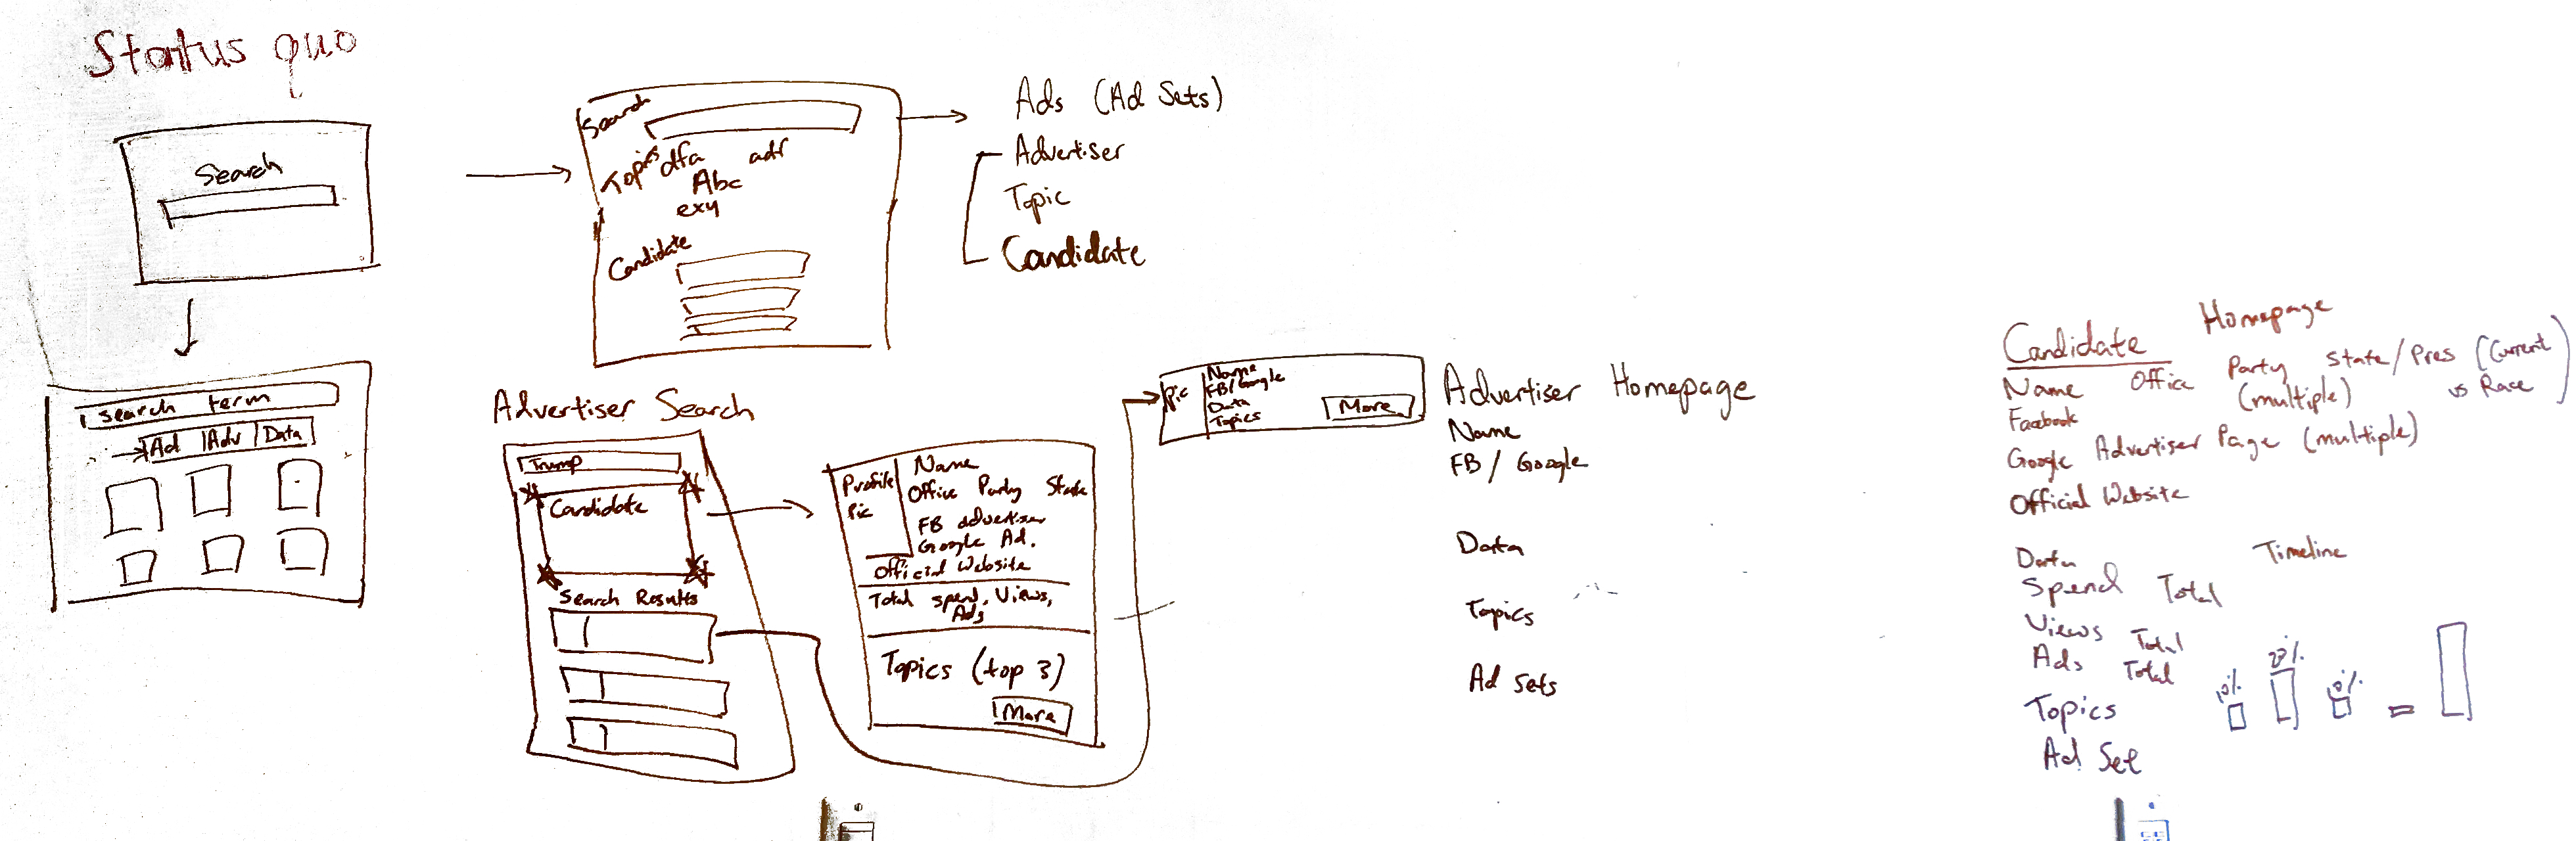 Status quo
Search
search term
Ad | Adv | Data
Search
Topics dfa adf
Abc
exy
Candidate
Ads (Ad Sets)
Advertiser
Topic
Candidate
Advertiser Search
Trump
Candidate
Search Results
Profile Pic
Name
Office Party State
FB advertiser
Google Ad.
Official Website
Total spend, Views, Ads
Topics (top 3)
More
Pic
Name
FB/Google
Data
Topics
More
Advertiser Homepage
Name
FB / Google
Data
Topics
Ad Sets
Candidate Homepage
Name Office Party (multiple) State/Pres (Current vs Race)
Facebook
Google Advertiser Page (multiple)
Official Website
Data Timeline
Spend Total
Views Total
Ads Total
Topics
Ad Set